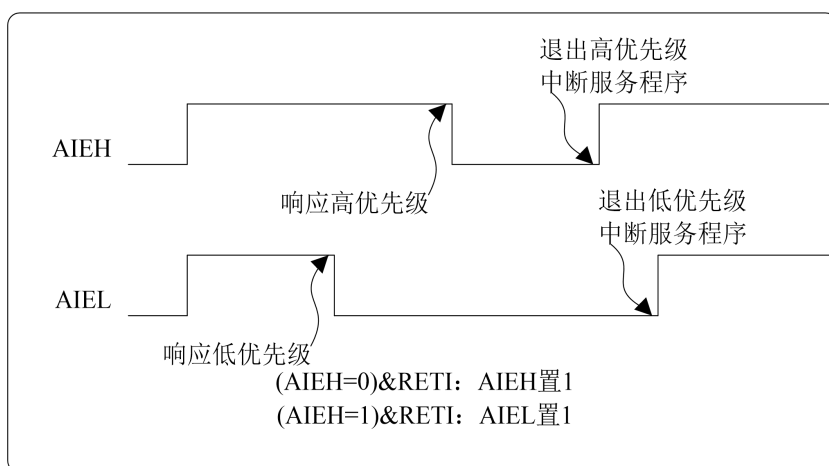 退出高优先级
中断服务程序
AIEH
响应高优先级
退出低优先级
中断服务程序
AIEL
响应低优先级
(AIEH=0)&RETI：AIEH置1
(AIEH=1)&RETI：AIEL置1